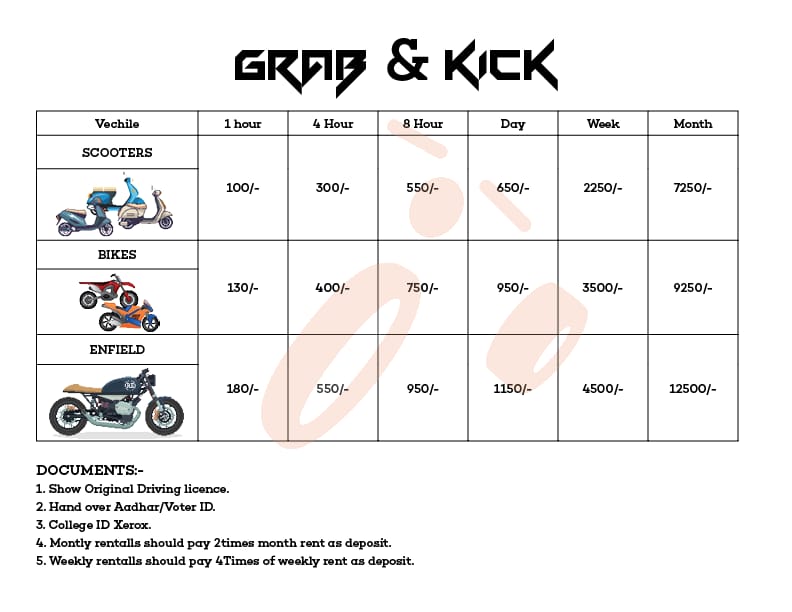 GRAB & KICK
Vechile 1 hour 4 Hour 8 Hour Day Week Month
SCOOTERS
100/- 300/- 550/- 650/- 2250/- 7250/-
BIKES
130/- 400/- 750/- 950/- 3500/- 9250/-
ENFIELD
180/- 550/- 950/- 1150/- 4500/- 12500/-
DOCUMENTS:-
1. Show Original Driving licence.
2. Hand over Aadhar/Voter ID.
3. College ID Xerox.
4. Montly rentalls should pay 2times month rent as deposit.
5. Weekly rentalls should pay 4Times of weekly rent as deposit.